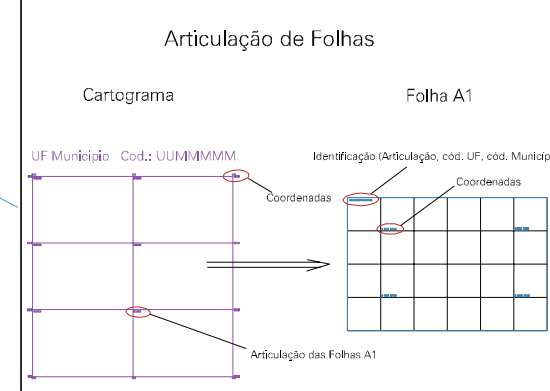 Articulação de Folhas
Cartograma
Folha A1
UF Municipio Cod.: UUMMMMM
Identificação (Articulação, cód. UF, cód. Municíp
Coordenadas
Coordenadas
Articulação das Folhas A1